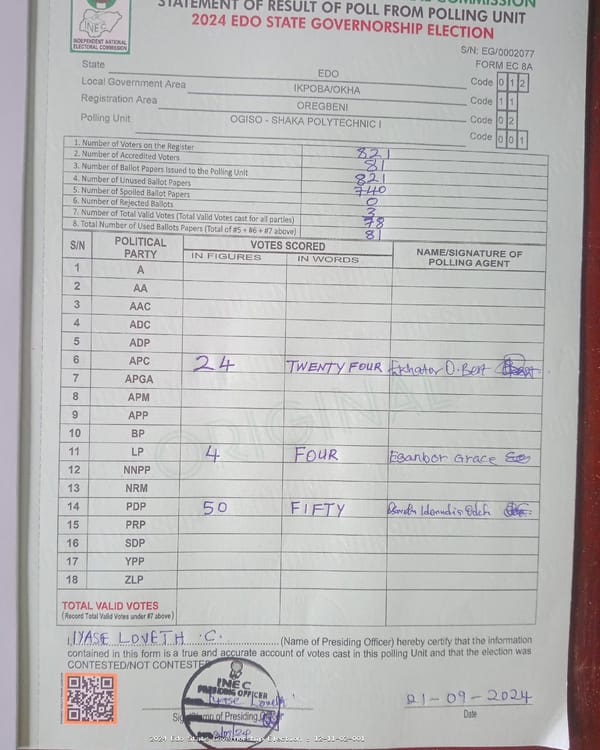 STATEMENT OF RESULT OF POLL FROM POLLING UNIT
2024 EDO STATE GOVERNORSHIP ELECTION
INEC
INDEPENDENT NATIONAL
ELECTORAL COMMISSION
S/N: EG/0002077
FORM EC 8A
State EDO Code 0 1 2
Local Government Area IKPOBA/OKHA Code 1 1
Registration Area OREGBENI Code 0 2
Polling Unit OGISO - SHAKA POLYTECHNIC I Code 0 0 1
1. Number of Voters on the Register 821
2. Number of Accredited Voters 81
3. Number of Ballot Papers Issued to the Polling Unit 821
4. Number of Unused Ballot Papers 740
5. Number of Spoiled Ballot Papers 0
6. Number of Rejected Ballots 3
7. Number of Total Valid Votes (Total Valid Votes cast for all parties) 78
8. Total Number of Used Ballots Papers (Total of #5 + #6 + #7 above) 81
S/N POLITICAL PARTY VOTES SCORED NAME/SIGNATURE OF POLLING AGENT
IN FIGURES IN WORDS
1 A
2 AA
3 AAC
4 ADC
5 ADP
6 APC 24 TWENTY FOUR Ekhator O. Bert
7 APGA
8 APM
9 APP
10 BP
11 LP 4 FOUR Esanbor Grace
12 NNPP
13 NRM
14 PDP 50 FIFTY
15 PRP
16 SDP
17 YPP
18 ZLP
ORIGINAL
TOTAL VALID VOTES
(Record Total Valid Votes under #7 above)
I, IYASE LOVETH .C. (Name of Presiding Officer) hereby certify that the information
contained in this form is a true and accurate account of votes cast in this polling Unit and that the election was
CONTESTED/NOT CONTESTED
INEC
PRESIDING OFFICER
Iyase Loveth
of Presiding
21-09-2024
Date
2024 Edo State Governorship Election : 12-11-02-001